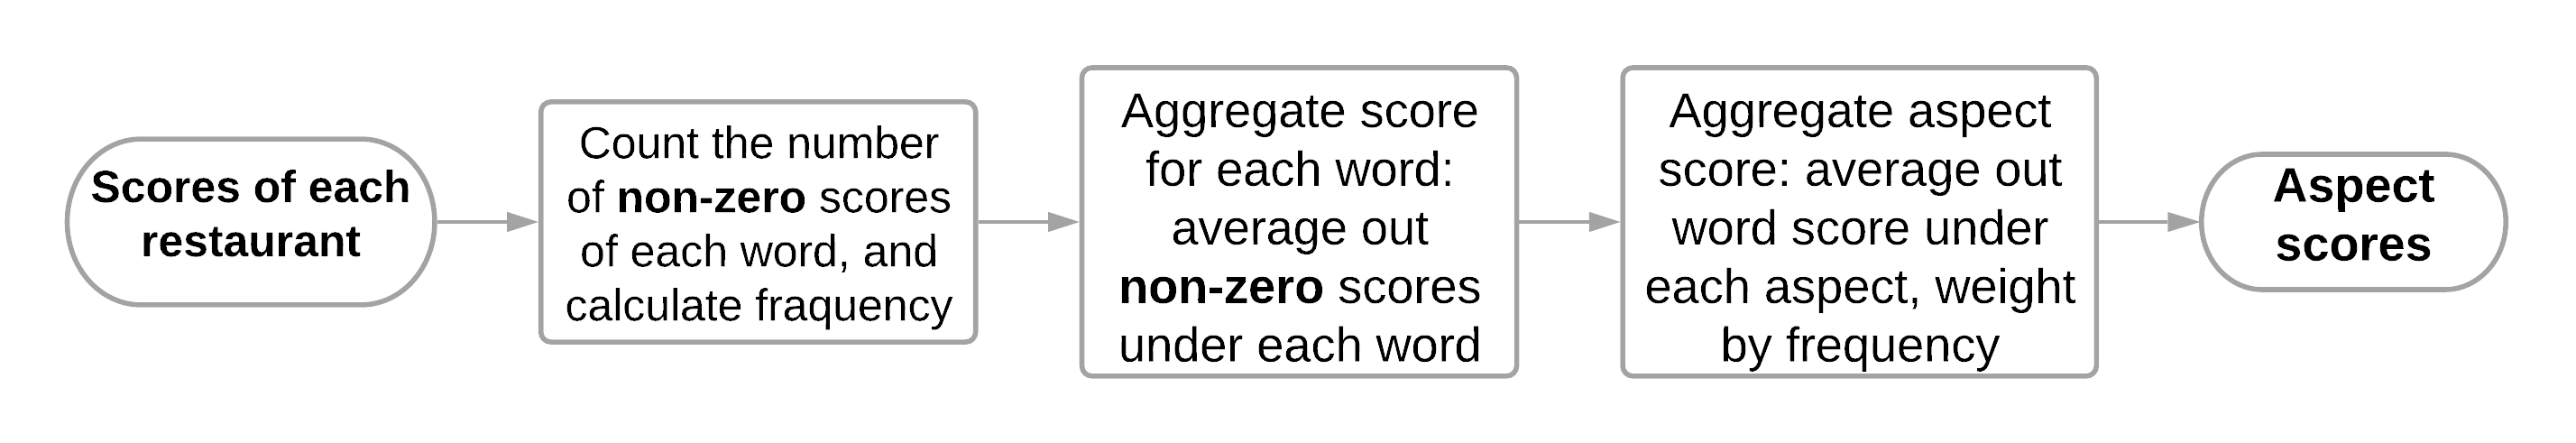 Scores of each
restaurant
Count the number
of non-zero scores
of each word, and
calculate fraquency
Aggregate score
for each word:
average out
non-zero scores
under each word
Aggregate aspect
score: average out
word score under
each aspect, weight
by frequency
Aspect
scores